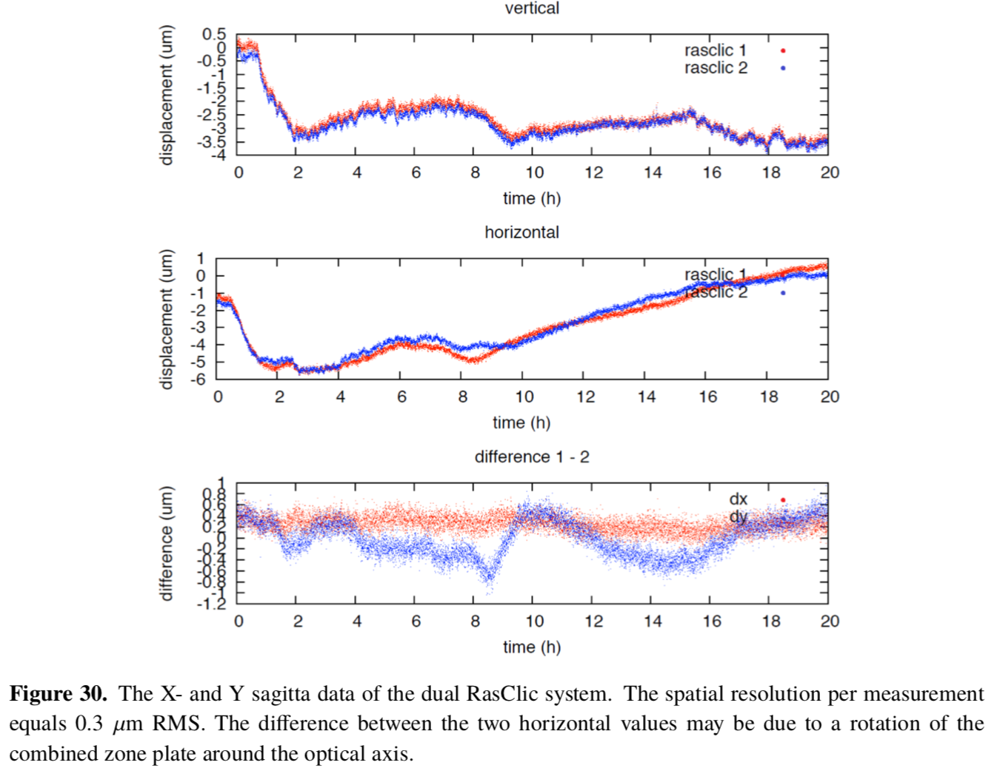 vertical
displacement (um)
0.5
0
-0.5
-1
-1.5
-2
-2.5
-3
-3.5
-4
rasclic 1
rasclic 2
0 2 4 6 8 10 12 14 16 18 20
time (h)
horizontal
displacement (um)
1
0
-1
-2
-3
-4
-5
-6
rasclic 1
rasclic 2
0 2 4 6 8 10 12 14 16 18 20
time (h)
difference 1 - 2
difference (um)
1
0.8
0.6
0.4
0.2
0
-0.2
-0.4
-0.6
-0.8
-1
-1.2
dx
dy
0 2 4 6 8 10 12 14 16 18 20
time (h)
Figure 30. The X- and Y sagitta data of the dual RasClic system. The spatial resolution per measurement
equals 0.3 μm RMS. The difference between the two horizontal values may be due to a rotation of the
combined zone plate around the optical axis.